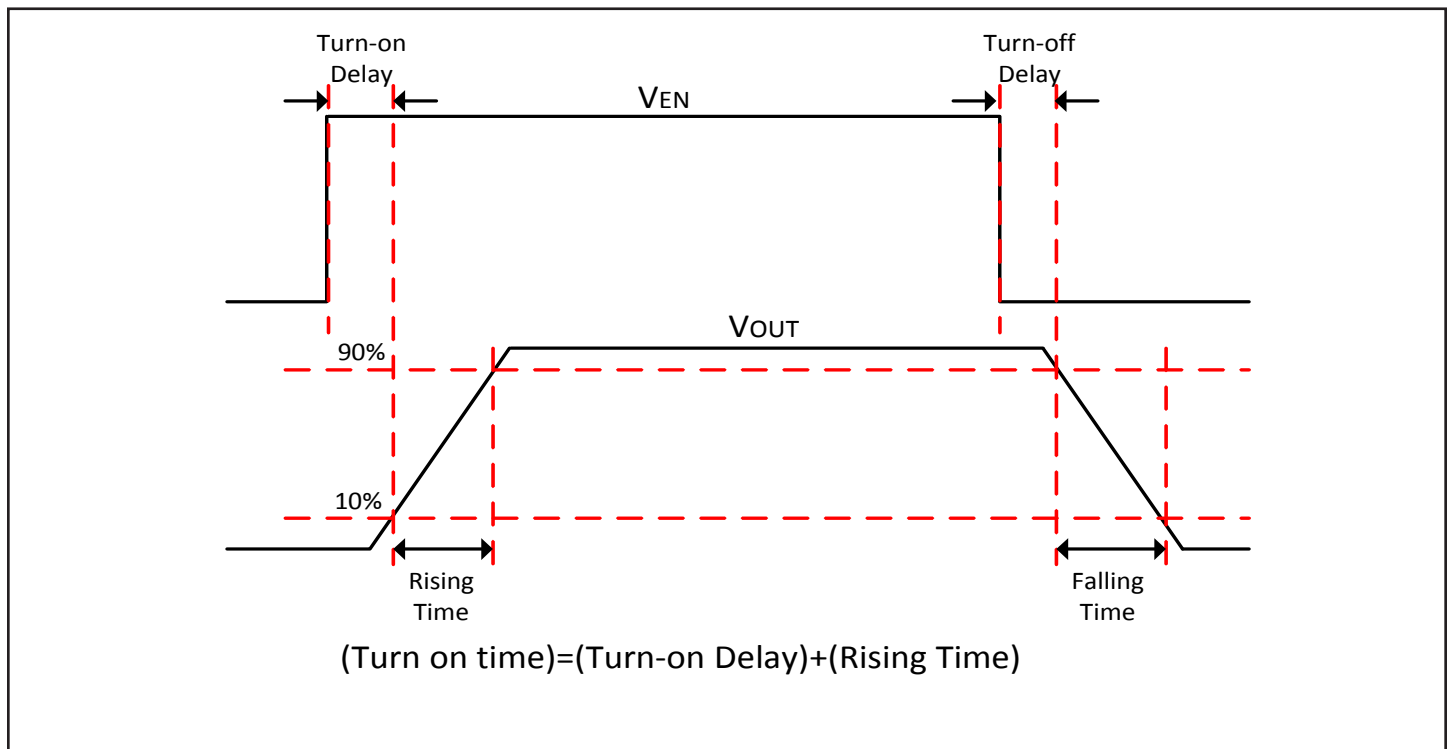 Turn-on
Delay
Turn-off
Delay
VEN
VOUT
90%
10%
Rising
Time
Falling
Time
(Turn on time)=(Turn-on Delay)+(Rising Time)